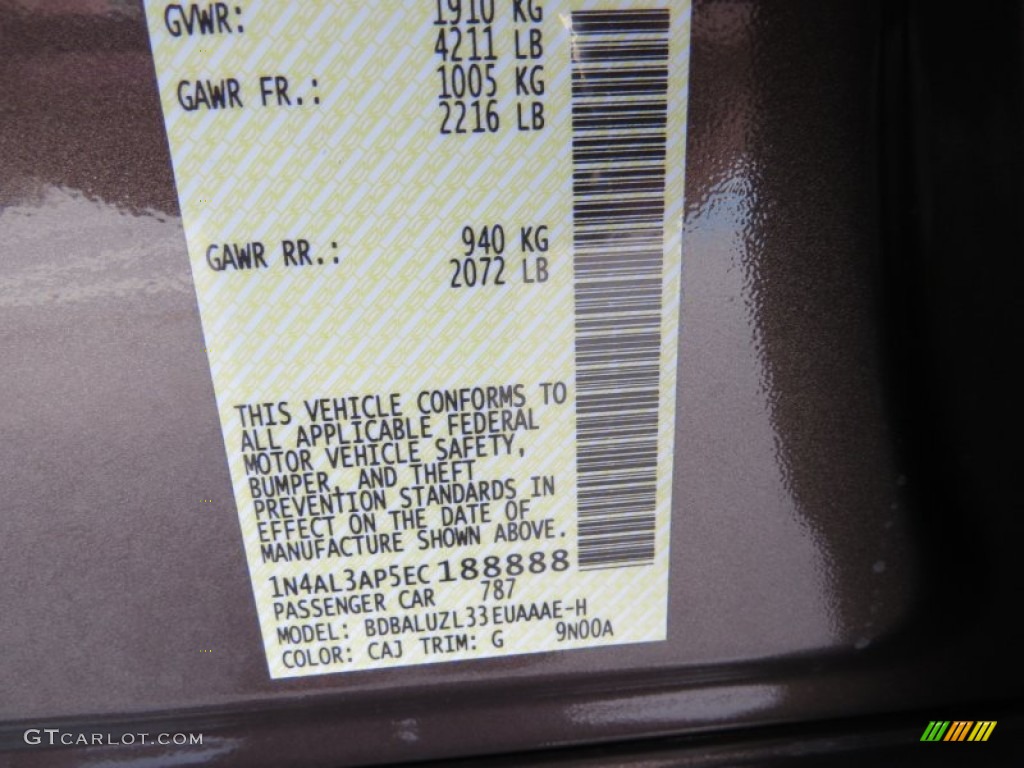 GVWR: 1910 KG
4211 LB
GAWR FR.: 1005 KG
2216 LB
GAWR RR.: 940 KG
2072 LB
THIS VEHICLE CONFORMS TO
ALL APPLICABLE FEDERAL
MOTOR VEHICLE SAFETY,
BUMPER, AND THEFT
PREVENTION STANDARDS IN
EFFECT ON THE DATE OF
MANUFACTURE SHOWN ABOVE.
1N4AL3AP5EC188888
PASSENGER CAR 787
MODEL: BDBALUZL33EUAAAE-H
COLOR: CAJ TRIM: G 9N00A
GTCARLOT.COM